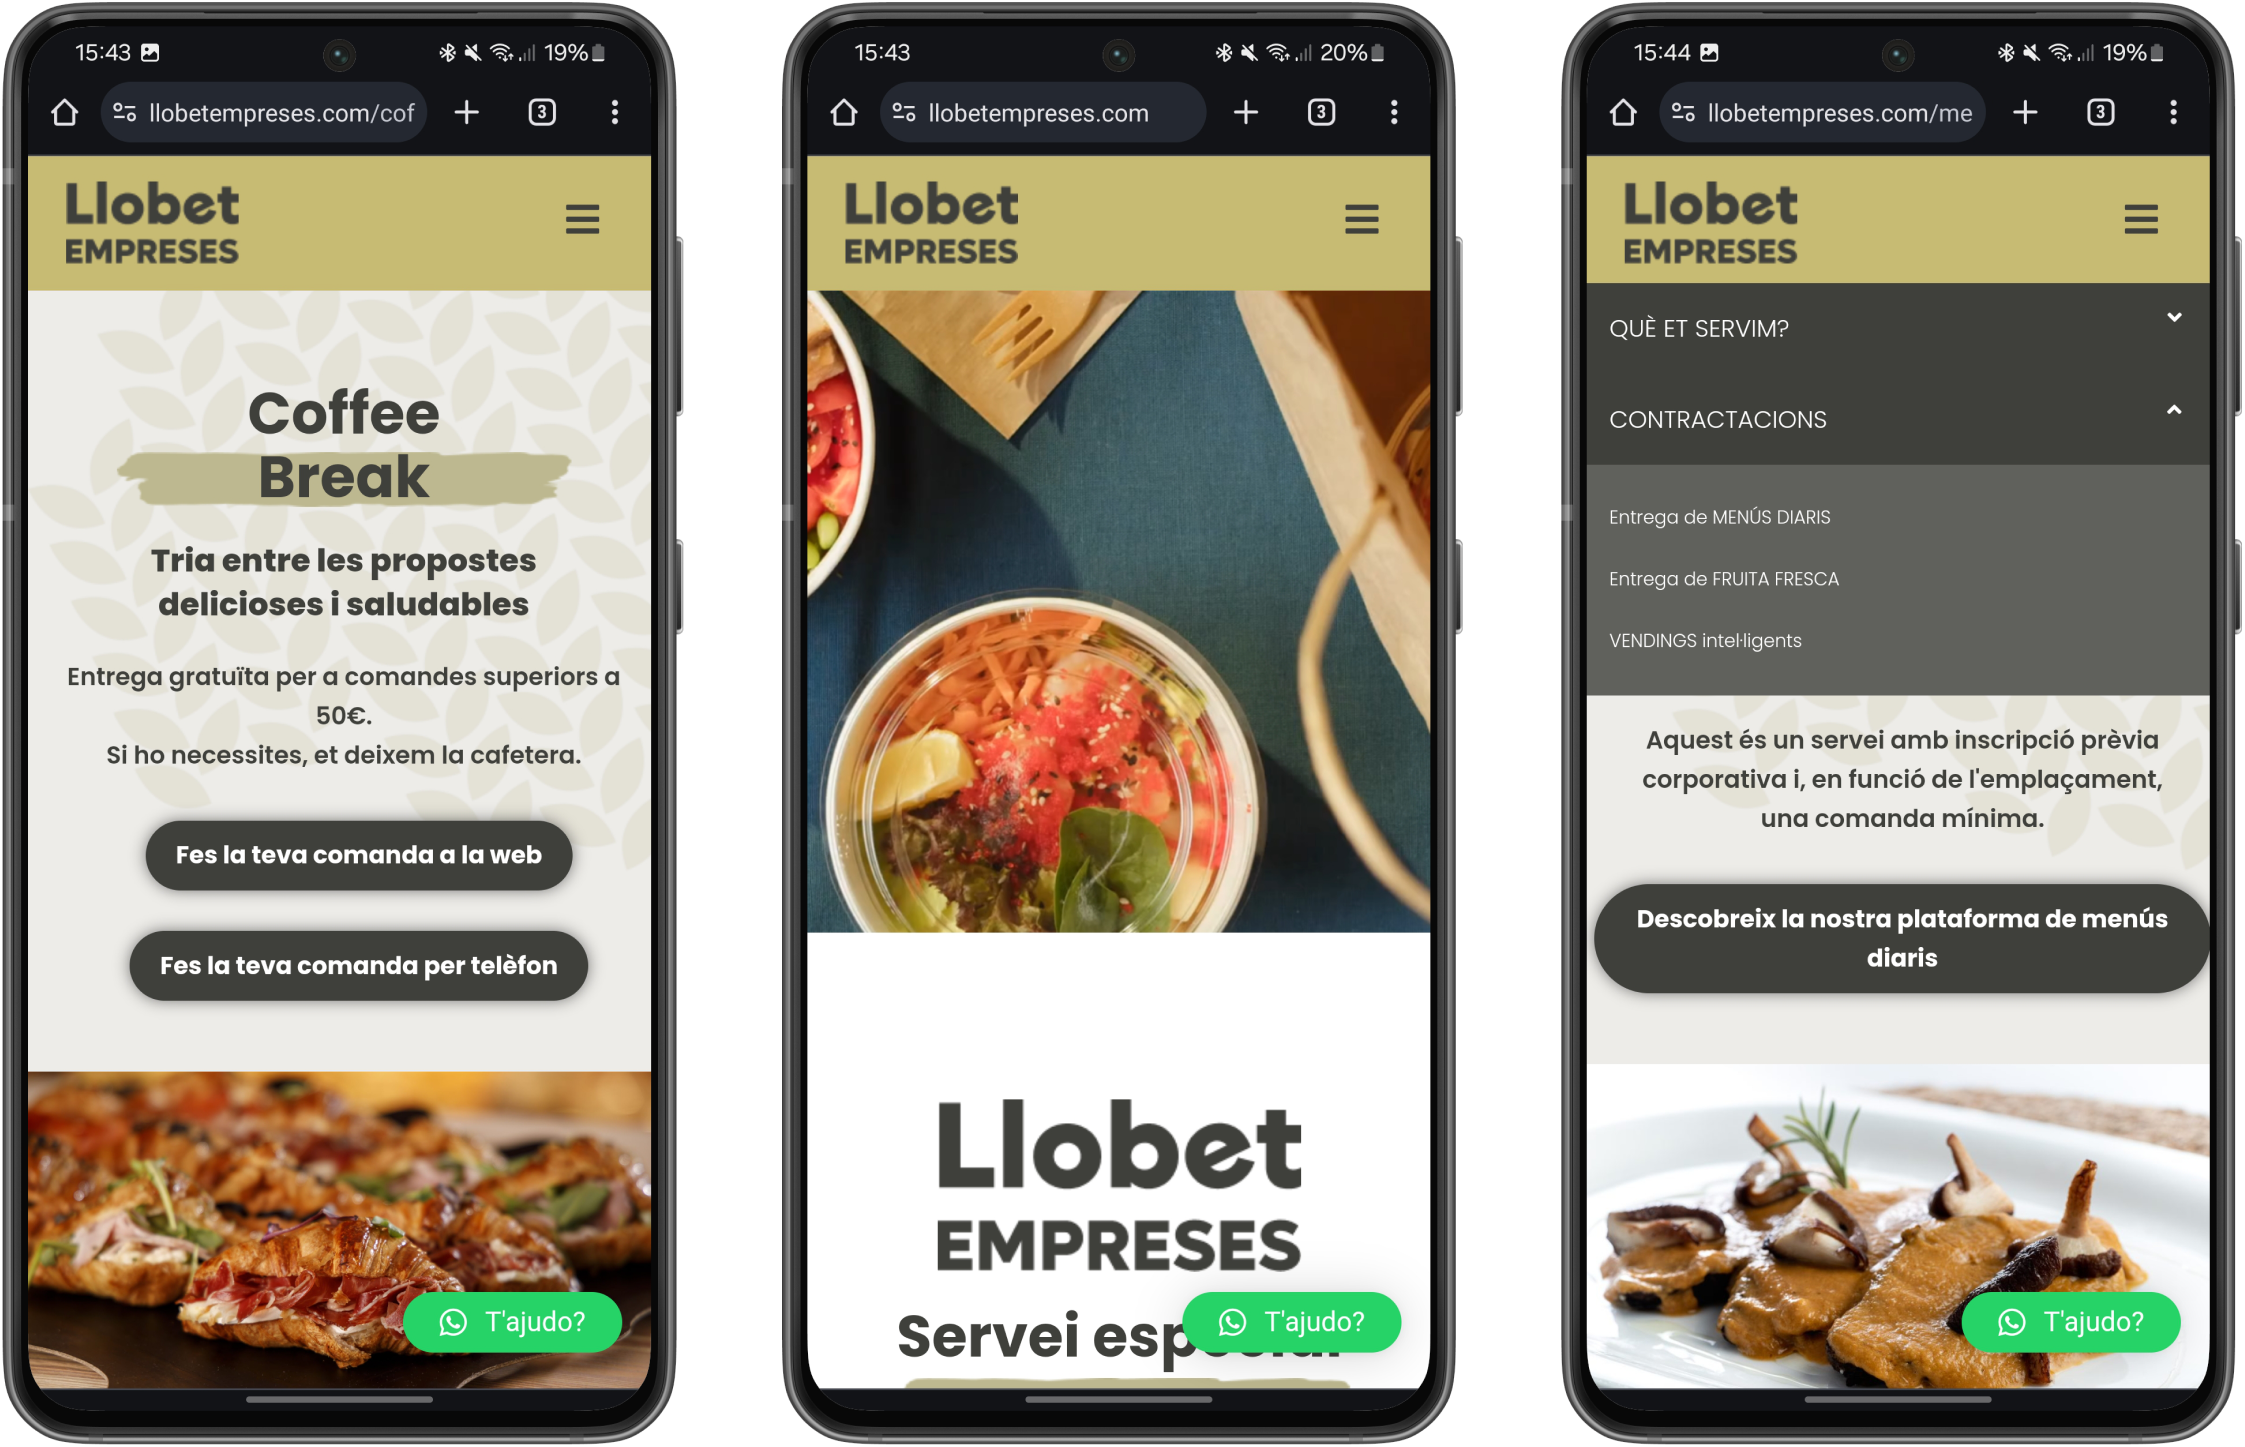 15:43
19%
llobetempreses.com/cof
3
Llobet
EMPRESES
Coffee
Break
Tria entre les propostes
delicioses i saludables
Entrega gratuïta per a comandes superiors a
50€.
Si ho necessites, et deixem la cafetera.
Fes la teva comanda a la web
Fes la teva comanda per telèfon
T'ajudo?
15:43
20%
llobetempreses.com
3
Llobet
EMPRESES
Llobet
EMPRESES
Servei especial
T'ajudo?
15:44
19%
llobetempreses.com/me
3
Llobet
EMPRESES
QUÈ ET SERVIM?
CONTRACTACIONS
Entrega de MENÚS DIARIS
Entrega de FRUITA FRESCA
VENDINGS intel·ligents
Aquest és un servei amb inscripció prèvia
corporativa i, en funció de l'emplaçament,
una comanda mínima.
Descobreix la nostra plataforma de menús
diaris
T'ajudo?